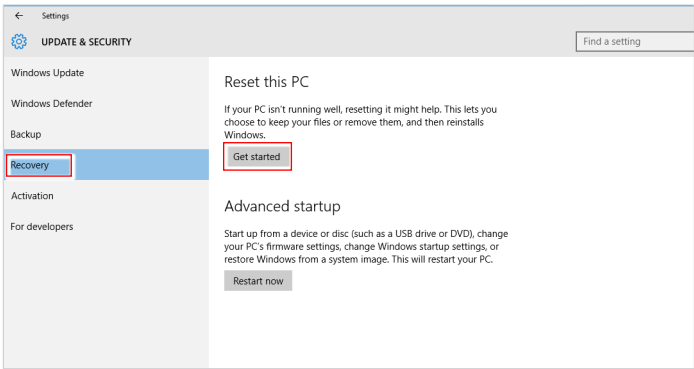 Settings
UPDATE & SECURITY
Find a setting
Windows Update
Windows Defender
Backup
Recovery
Activation
For developers
Reset this PC
If your PC isn't running well, resetting it might help. This lets you
choose to keep your files or remove them, and then reinstalls
Windows.
Get started
Advanced startup
Start up from a device or disc (such as a USB drive or DVD), change
your PC's firmware settings, change Windows startup settings, or
restore Windows from a system image. This will restart your PC.
Restart now